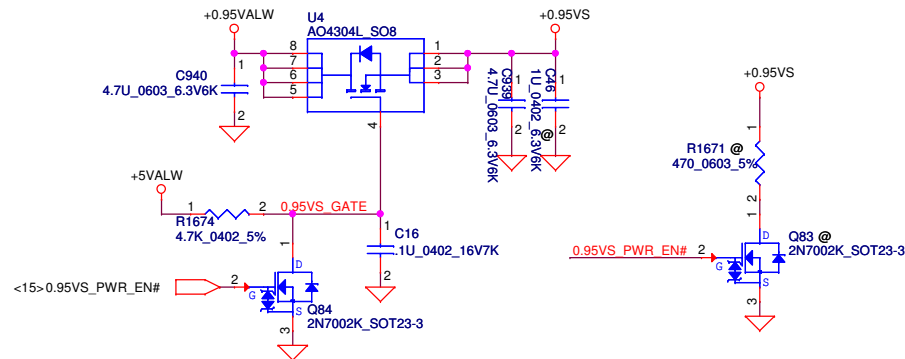 +0.95VALW
U4
AO4304L_SO8
+0.95VS
8
7
6
5
1
2
3
4
1
C940
4.7U_0603_6.3V6K
2
1
C939
4.7U_0603_6.3V6K
2
1
C46
1U_0402_6.3V6K
@
2
+0.95VS
1
R1671 @
470_0603_5%
2
+5VALW
1
2
R1674
4.7K_0402_5%
0.95VS_GATE
1
C16
.1U_0402_16V7K
2
1
D
<15>0.95VS_PWR_EN#
2
G
S
Q84
2N7002K_SOT23-3
3
0.95VS_PWR_EN#
2
1
D
G
S
Q83 @
2N7002K_SOT23-3
3